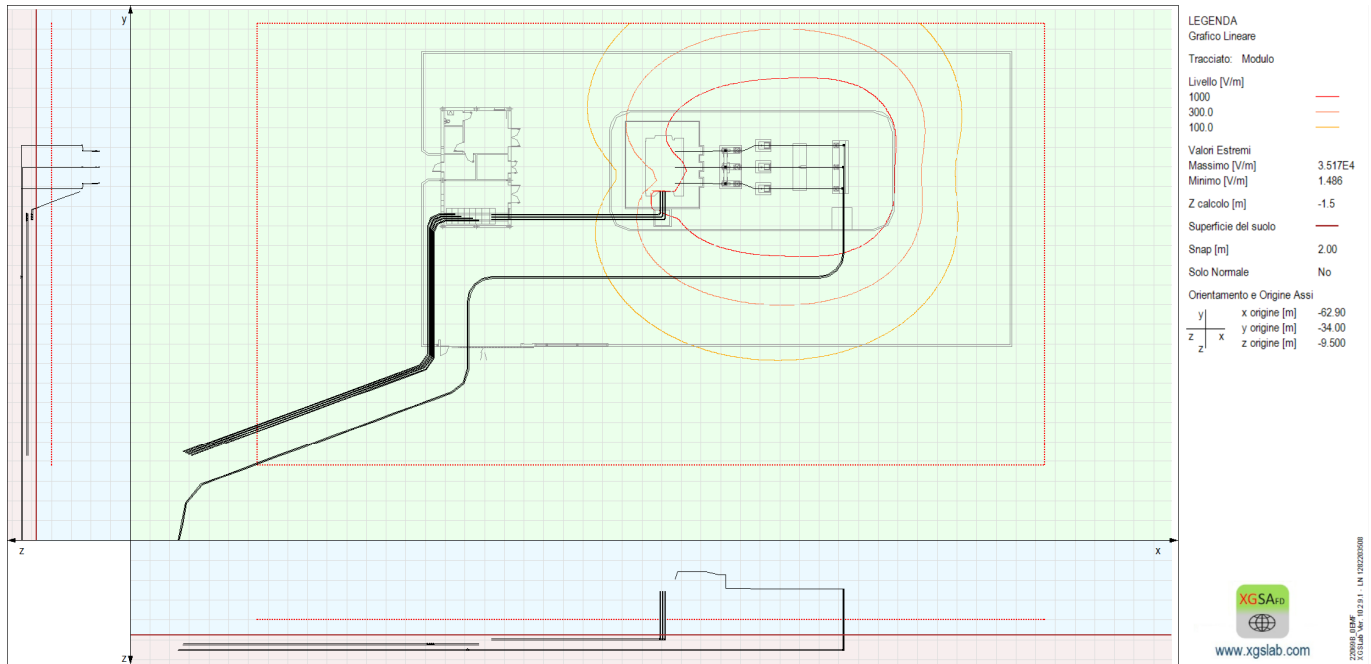 y
z
x
z
LEGENDA
Grafico Lineare
Tracciato: Modulo
Livello [V/m]
1000
300.0
100.0
Valori Estremi
Massimo [V/m] 3.517E4
Minimo [V/m] 1.486
Z calcolo [m] -1.5
Superficie del suolo
Snap [m] 2.00
Solo Normale No
Orientamento e Origine Assi
y
z x
z
x origine [m] -62.90
y origine [m] -34.00
z origine [m] -9.500
XGSA FD
www.xgslab.com